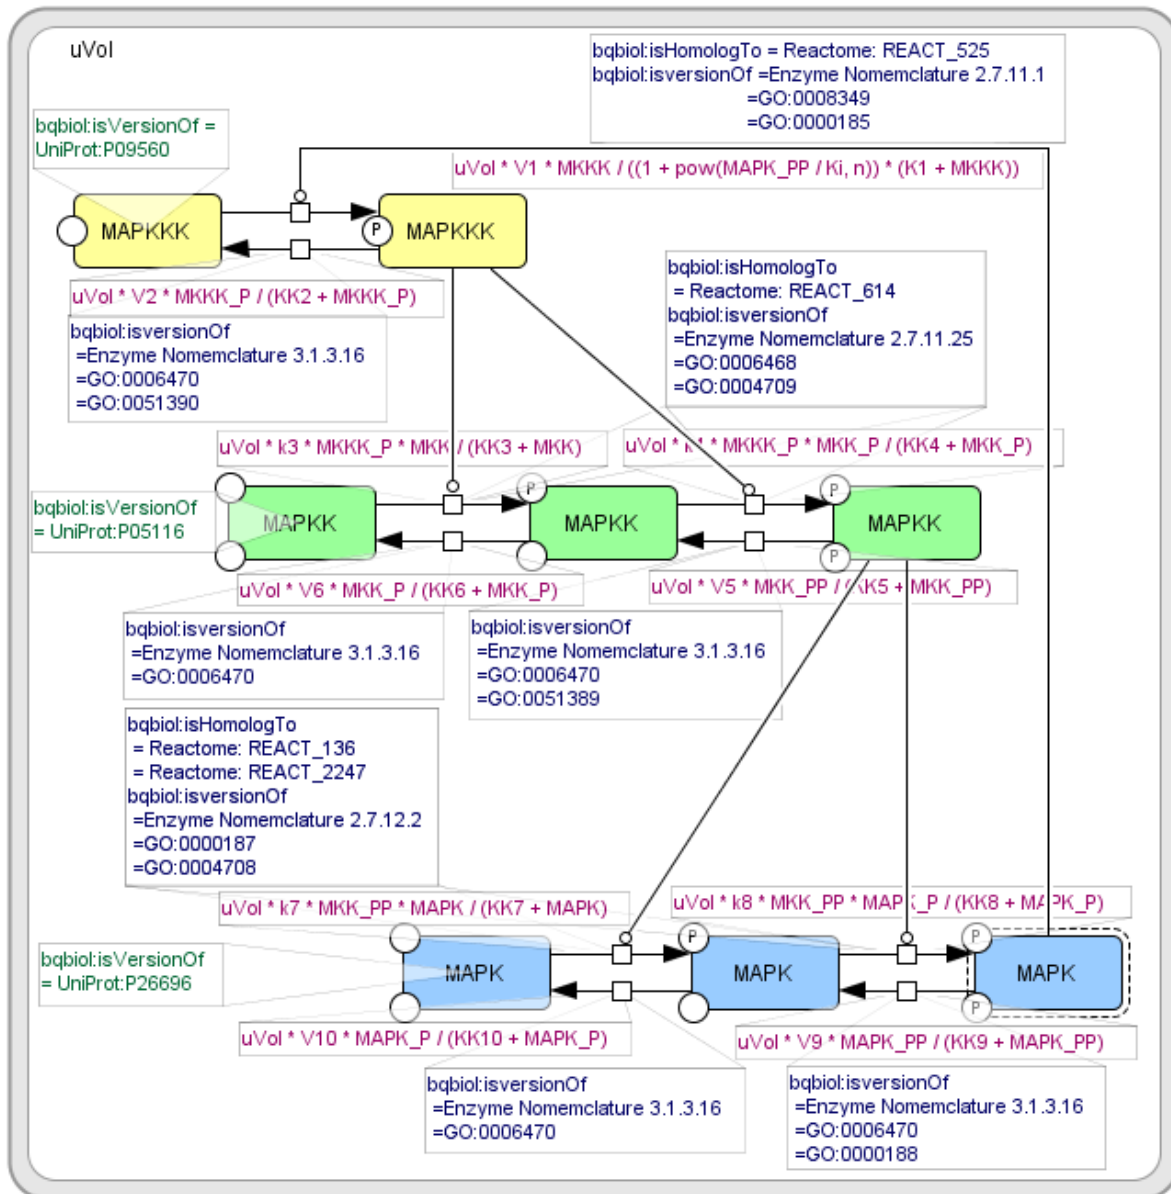 uVol
bqbiol:isHomologTo = Reactome: REACT_525
bqbiol:isversionOf =Enzyme Nomemclature 2.7.11.1
=GO:0008349
=GO:0000185
bqbiol:isVersionOf =
UniProt:P09560
uVol * V1 * MKKK / ((1 + pow(MAPK_PP / Ki, n)) * (K1 + MKKK))
MAPKKK
P
MAPKKK
uVol * V2 * MKKK_P / (KK2 + MKKK_P)
bqbiol:isversionOf
=Enzyme Nomemclature 3.1.3.16
=GO:0006470
=GO:0051390
bqbiol:isHomologTo
= Reactome: REACT_614
bqbiol:isversionOf
=Enzyme Nomemclature 2.7.11.25
=GO:0006468
=GO:0004709
uVol * k3 * MKKK_P * MKK / (KK3 + MKK)
uVol * k4 * MKKK_P * MKK_P / (KK4 + MKK_P)
bqbiol:isVersionOf
= UniProt:P05116
MAPKK
P
MAPKK
P
P
MAPKK
uVol * V6 * MKK_P / (KK6 + MKK_P)
uVol * V5 * MKK_PP / (KK5 + MKK_PP)
bqbiol:isversionOf
=Enzyme Nomemclature 3.1.3.16
=GO:0006470
bqbiol:isversionOf
=Enzyme Nomemclature 3.1.3.16
=GO:0006470
=GO:0051389
bqbiol:isHomologTo
= Reactome: REACT_136
= Reactome: REACT_2247
bqbiol:isversionOf
=Enzyme Nomemclature 2.7.12.2
=GO:0000187
=GO:0004708
uVol * k7 * MKK_PP * MAPK / (KK7 + MAPK)
uVol * k8 * MKK_PP * MAPK_P / (KK8 + MAPK_P)
bqbiol:isVersionOf
= UniProt:P26696
MAPK
P
MAPK
P
P
MAPK
uVol * V10 * MAPK_P / (KK10 + MAPK_P)
uVol * V9 * MAPK_PP / (KK9 + MAPK_PP)
bqbiol:isversionOf
=Enzyme Nomemclature 3.1.3.16
=GO:0006470
bqbiol:isversionOf
=Enzyme Nomemclature 3.1.3.16
=GO:0006470
=GO:0000188